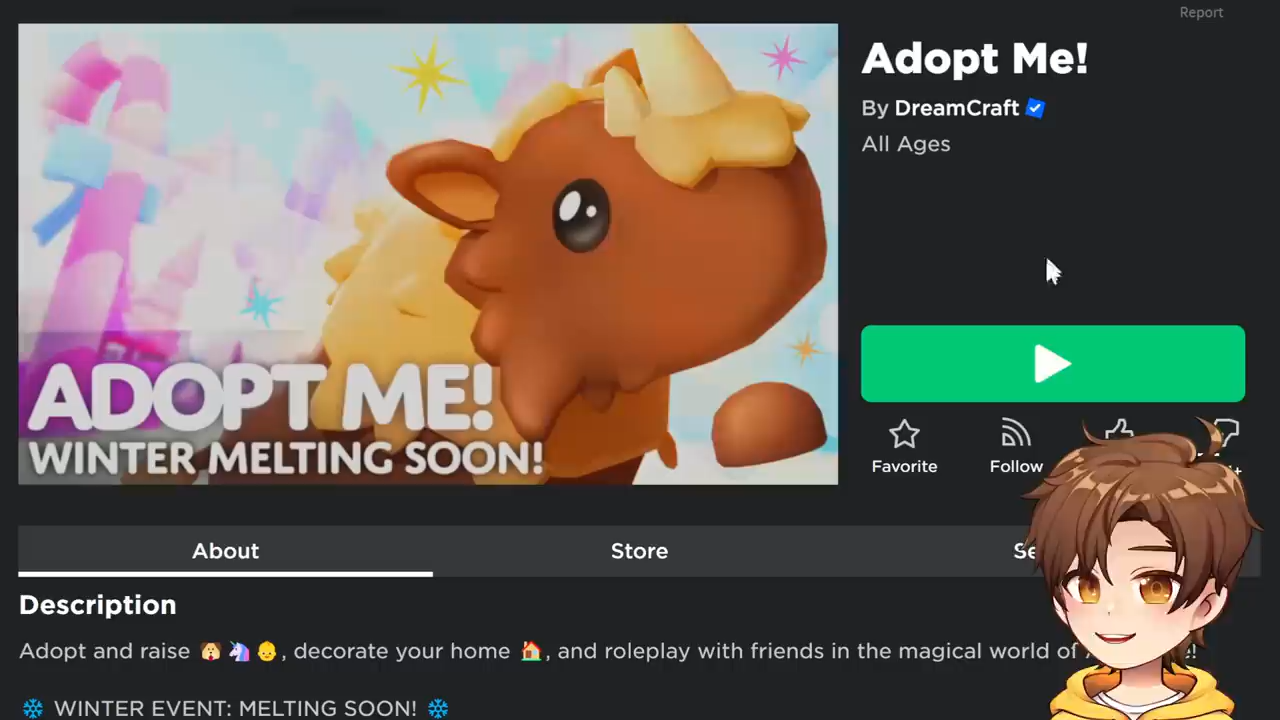 Report
Adopt Me!
By DreamCraft
All Ages
ADOPT ME!
WINTER MELTING SOON!
Favorite
Follow
About
Store
Description
Adopt and raise 🐶🦄👶, decorate your home 🏠, and roleplay with friends in the magical world of
❄️ WINTER EVENT: MELTING SOON! ❄️